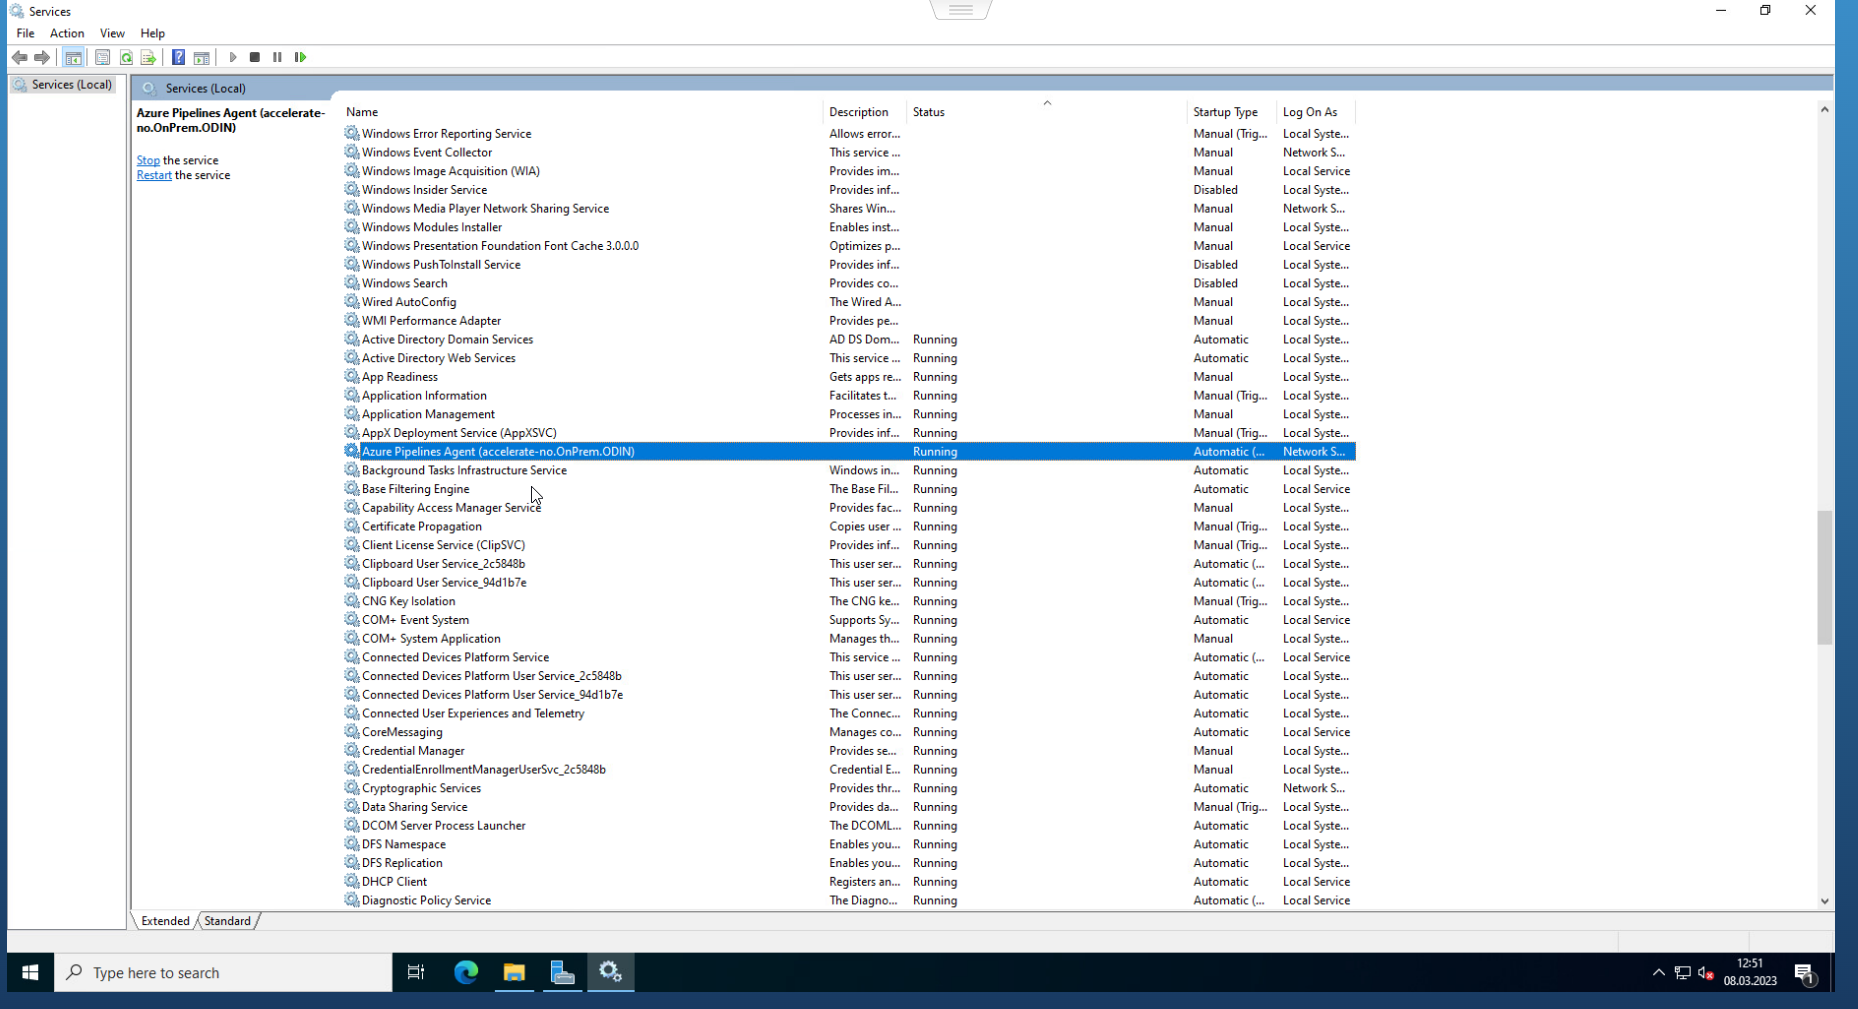 Services
File Action View Help
Services (Local)
Services (Local)
Azure Pipelines Agent (accelerate-
no.OnPrem.ODIN)
Stop the service
Restart the service
Name Description Status Startup Type Log On As
Windows Error Reporting Service Allows error... Manual (Trig... Local Syste...
Windows Event Collector This service ... Manual Network S...
Windows Image Acquisition (WIA) Provides im... Manual Local Service
Windows Insider Service Provides inf... Disabled Local Syste...
Windows Media Player Network Sharing Service Shares Win... Manual Network S...
Windows Modules Installer Enables inst... Manual Local Syste...
Windows Presentation Foundation Font Cache 3.0.0.0 Optimizes p... Manual Local Service
Windows PushToInstall Service Provides inf... Disabled Local Syste...
Windows Search Provides co... Disabled Local Syste...
Wired AutoConfig The Wired A... Manual Local Syste...
WMI Performance Adapter Provides pe... Manual Local Syste...
Active Directory Domain Services AD DS Dom... Running Automatic Local Syste...
Active Directory Web Services This service ... Running Automatic Local Syste...
App Readiness Gets apps re... Running Manual Local Syste...
Application Information Facilitates t... Running Manual (Trig... Local Syste...
Application Management Processes in... Running Manual Local Syste...
AppX Deployment Service (AppXSVC) Provides inf... Running Manual (Trig... Local Syste...
Azure Pipelines Agent (accelerate-no.OnPrem.ODIN) Running Automatic (... Network S...
Background Tasks Infrastructure Service Windows in... Running Automatic Local Syste...
Base Filtering Engine The Base Fil... Running Automatic Local Service
Capability Access Manager Service Provides fac... Running Manual Local Syste...
Certificate Propagation Copies user ... Running Manual (Trig... Local Syste...
Client License Service (ClipSVC) Provides inf... Running Manual (Trig... Local Syste...
Clipboard User Service_2c5848b This user ser... Running Automatic (... Local Syste...
Clipboard User Service_94d1b7e This user ser... Running Automatic (... Local Syste...
CNG Key Isolation The CNG ke... Running Manual (Trig... Local Syste...
COM+ Event System Supports Sy... Running Automatic Local Service
COM+ System Application Manages th... Running Manual Local Syste...
Connected Devices Platform Service This service ... Running Automatic (... Local Service
Connected Devices Platform User Service_2c5848b This user ser... Running Automatic Local Syste...
Connected Devices Platform User Service_94d1b7e This user ser... Running Automatic Local Syste...
Connected User Experiences and Telemetry The Connec... Running Automatic Local Syste...
CoreMessaging Manages co... Running Automatic Local Service
Credential Manager Provides se... Running Manual Local Syste...
CredentialEnrollmentManagerUserSvc_2c5848b Credential E... Running Manual Local Syste...
Cryptographic Services Provides thr... Running Automatic Network S...
Data Sharing Service Provides da... Running Manual (Trig... Local Syste...
DCOM Server Process Launcher The DCOML... Running Automatic Local Syste...
DFS Namespace Enables you... Running Automatic Local Syste...
DFS Replication Enables you... Running Automatic Local Syste...
DHCP Client Registers an... Running Automatic Local Service
Diagnostic Policy Service The Diagno... Running Automatic (... Local Service
Extended Standard
Type here to search
12:51
08.03.2023
1